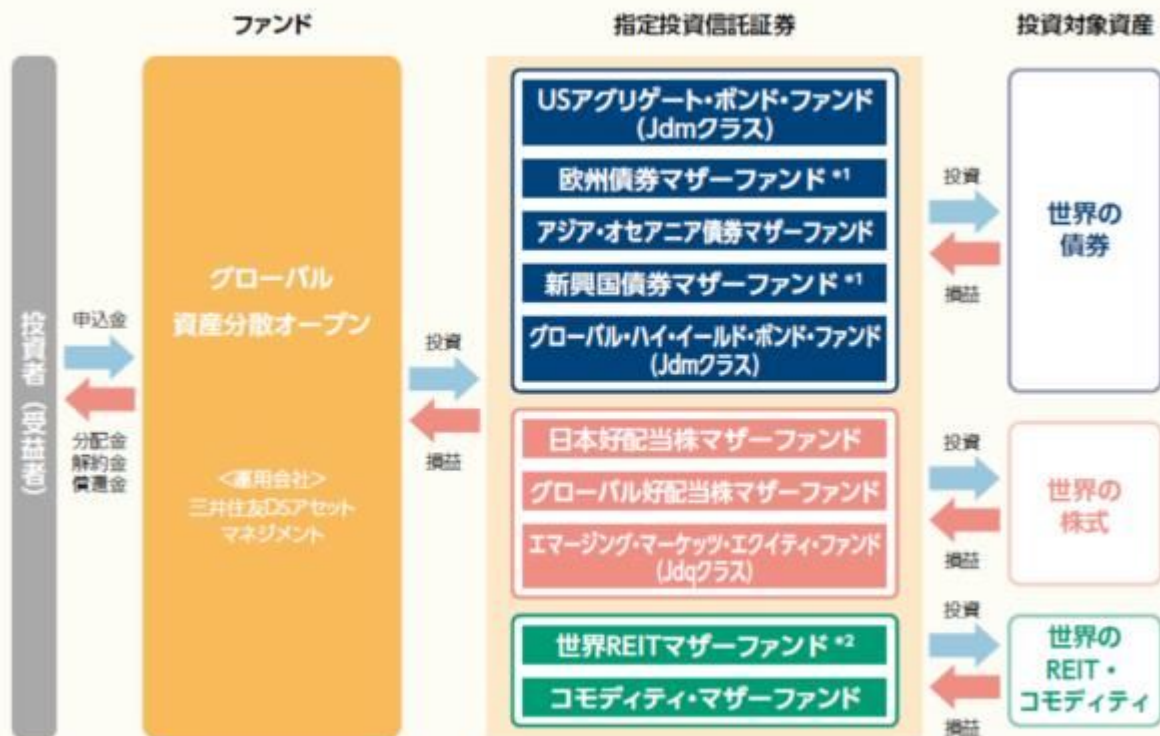 ファンド
指定投資信託証券
投資対象資産
投資者（受益者）
申込金
分配金
解約金
償還金
グローバル
資産分散オープン
<運用会社>
三井住友DSアセット
マネジメント
投資
損益
USアグリゲート・ボンド・ファンド
(Jdmクラス)
欧州債券マザーファンド *1
アジア・オセアニア債券マザーファンド
新興国債券マザーファンド *1
グローバル・ハイ・イールド・ボンド・ファンド
(Jdmクラス)
投資
損益
世界の
債券
日本好配当株マザーファンド
グローバル好配当株マザーファンド
エマージング・マーケッツ・エクイティ・ファンド
(Jdqクラス)
投資
損益
世界の
株式
世界REITマザーファンド *2
コモディティ・マザーファンド
投資
損益
世界の
REIT・
コモディティ